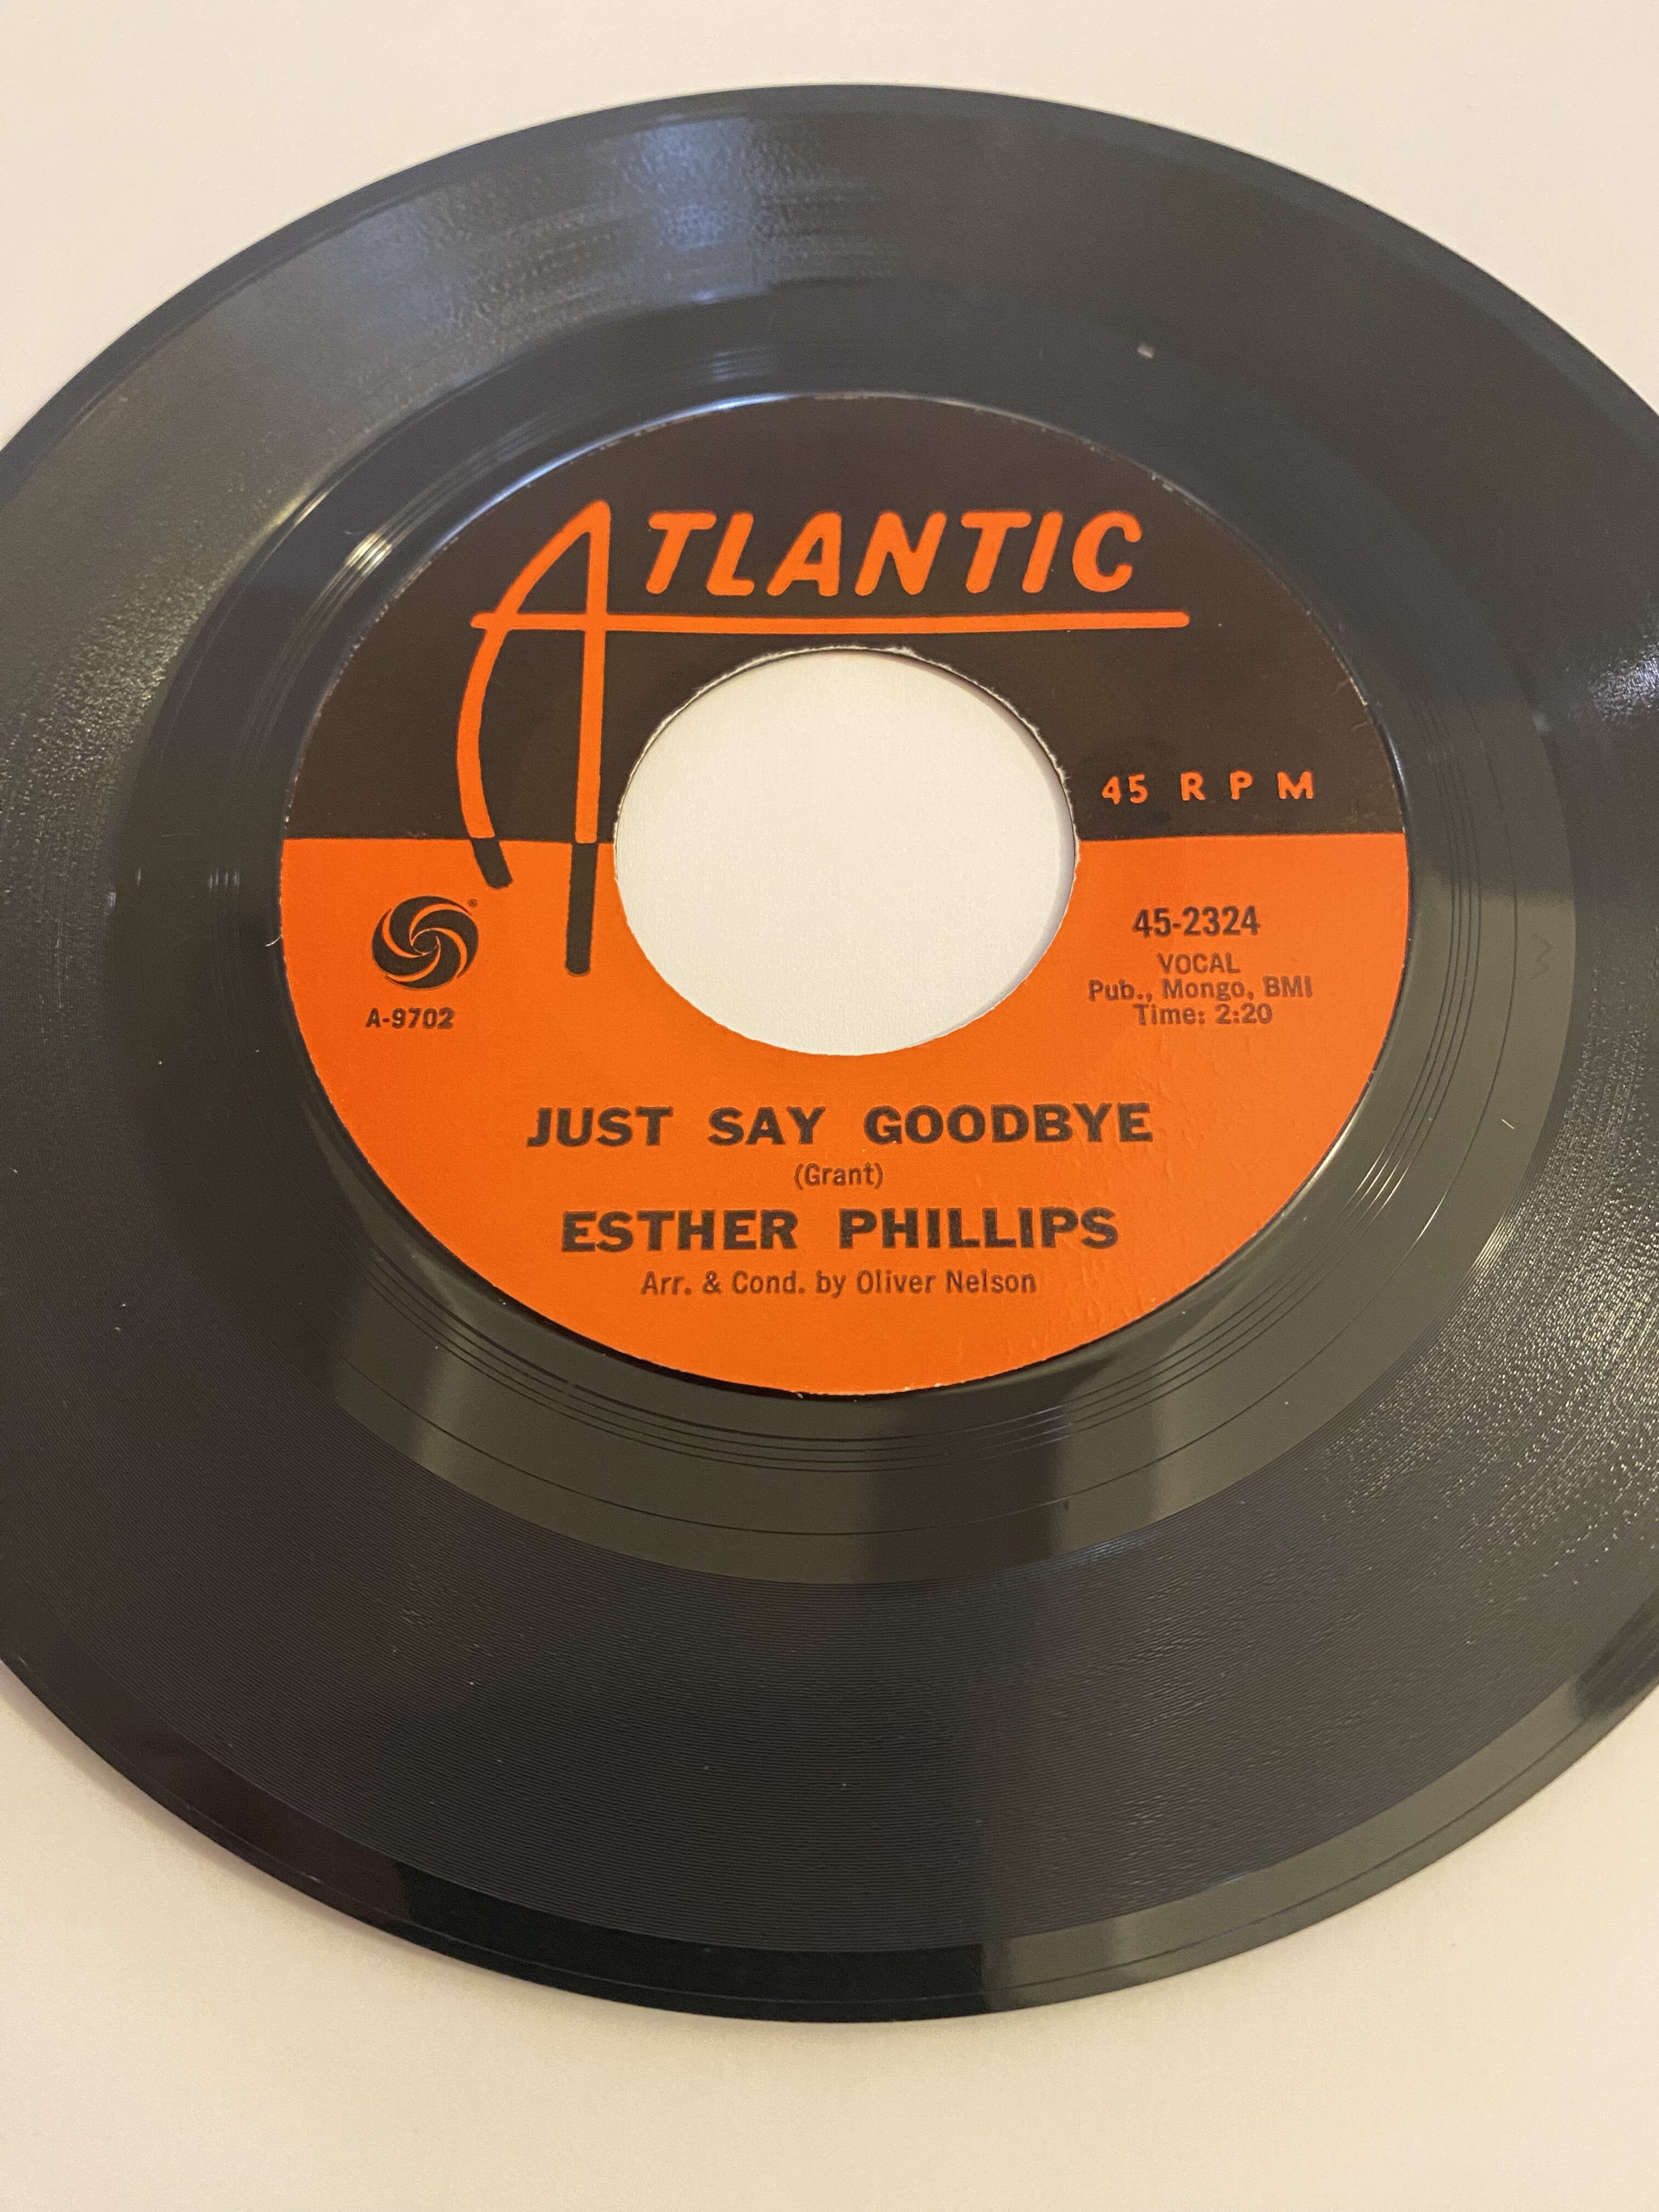 ATLANTIC
45 RPM
®
A-9702
45-2324
VOCAL
Pub., Mongo, BMI
Time: 2:20
JUST SAY GOODBYE
(Grant)
ESTHER PHILLIPS
Arr. & Cond. by Oliver Nelson